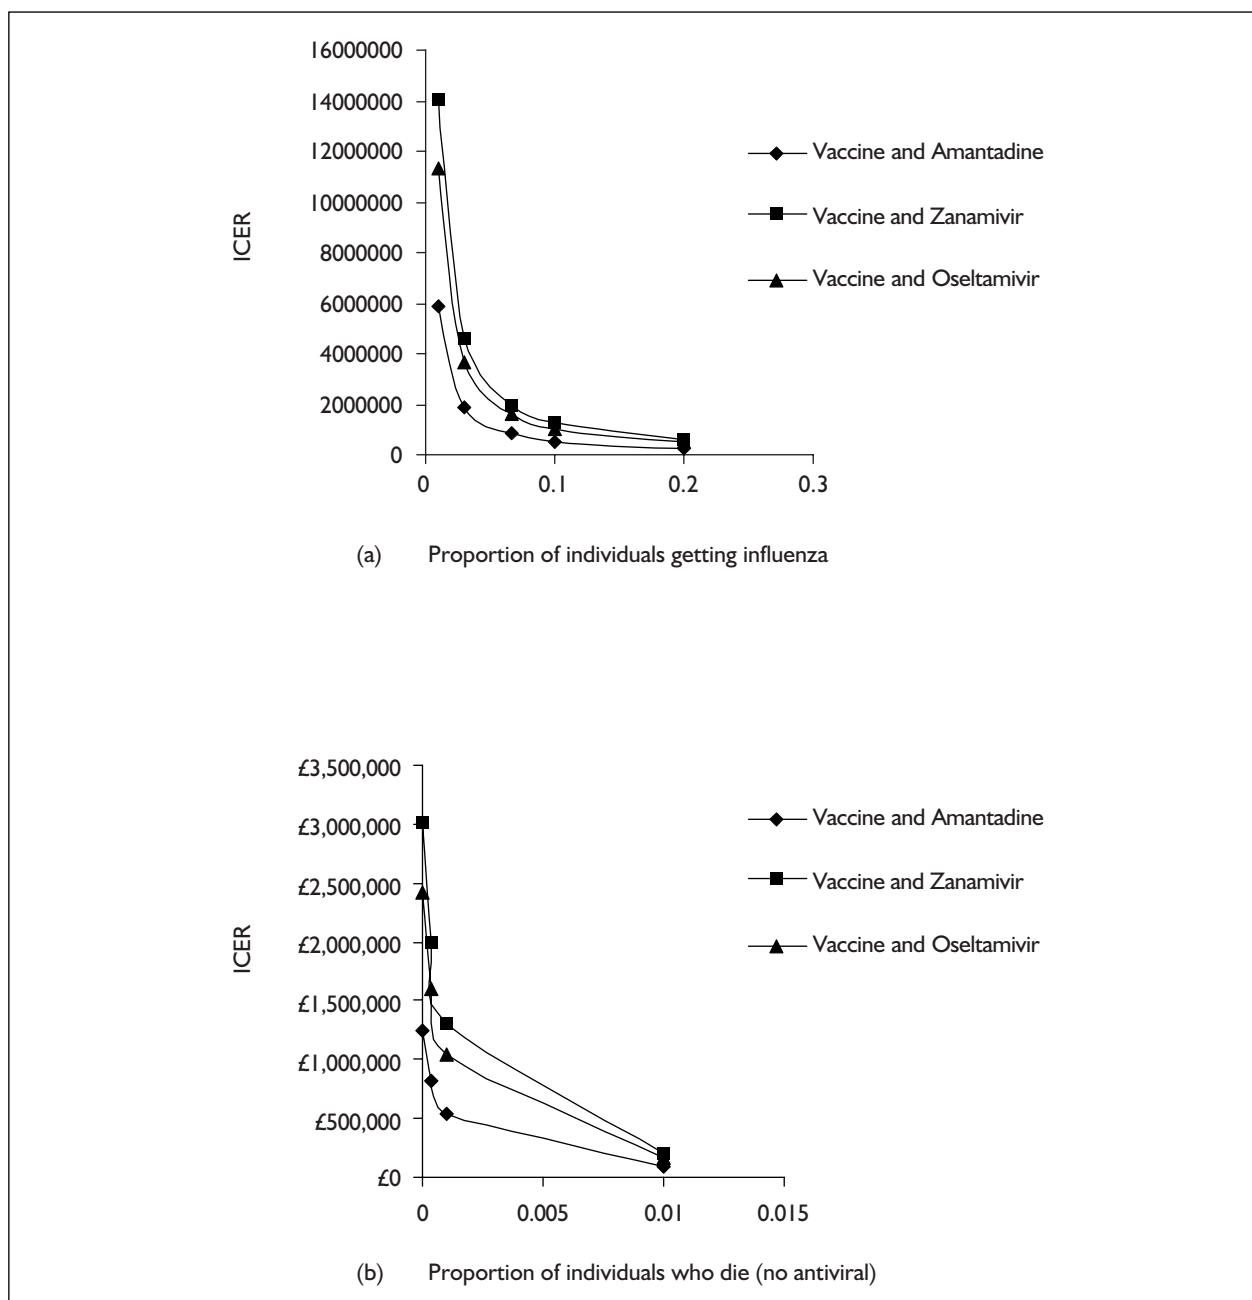 16000000
14000000
12000000
10000000
8000000
6000000
4000000
2000000
0
ICER
0 0.1 0.2 0.3
Vaccine and Amantadine
Vaccine and Zanamivir
Vaccine and Oseltamivir
(a) Proportion of individuals getting influenza
£3,500,000
£3,000,000
£2,500,000
£2,000,000
£1,500,000
£1,000,000
£500,000
£0
ICER
0 0.005 0.01 0.015
Vaccine and Amantadine
Vaccine and Zanamivir
Vaccine and Oseltamivir
(b) Proportion of individuals who die (no antiviral)